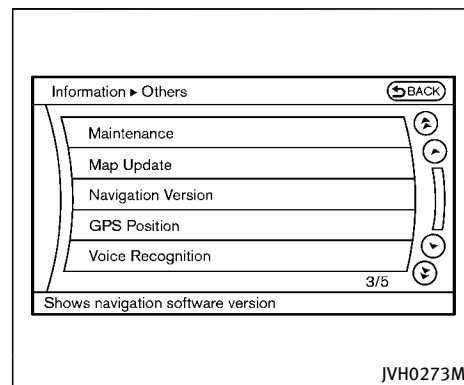 Information ▸ Others
BACK
Maintenance
Map Update
Navigation Version
GPS Position
Voice Recognition
3/5
Shows navigation software version
JVH0273M